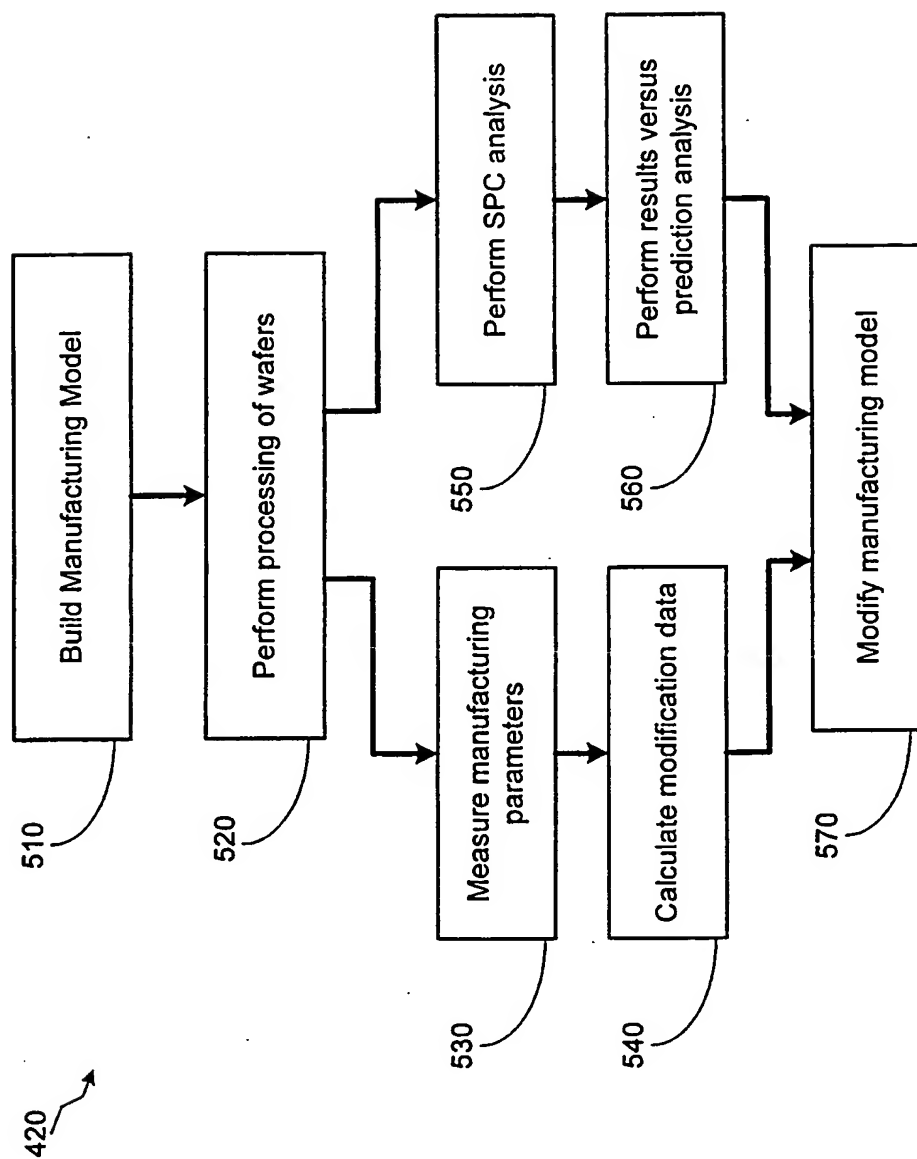 420
510
Build Manufacturing Model
520
Perform processing of wafers
530
Measure manufacturing
parameters
550
Perform SPC analysis
540
Calculate modification data
560
Perform results versus
prediction analysis
570
Modify manufacturing model